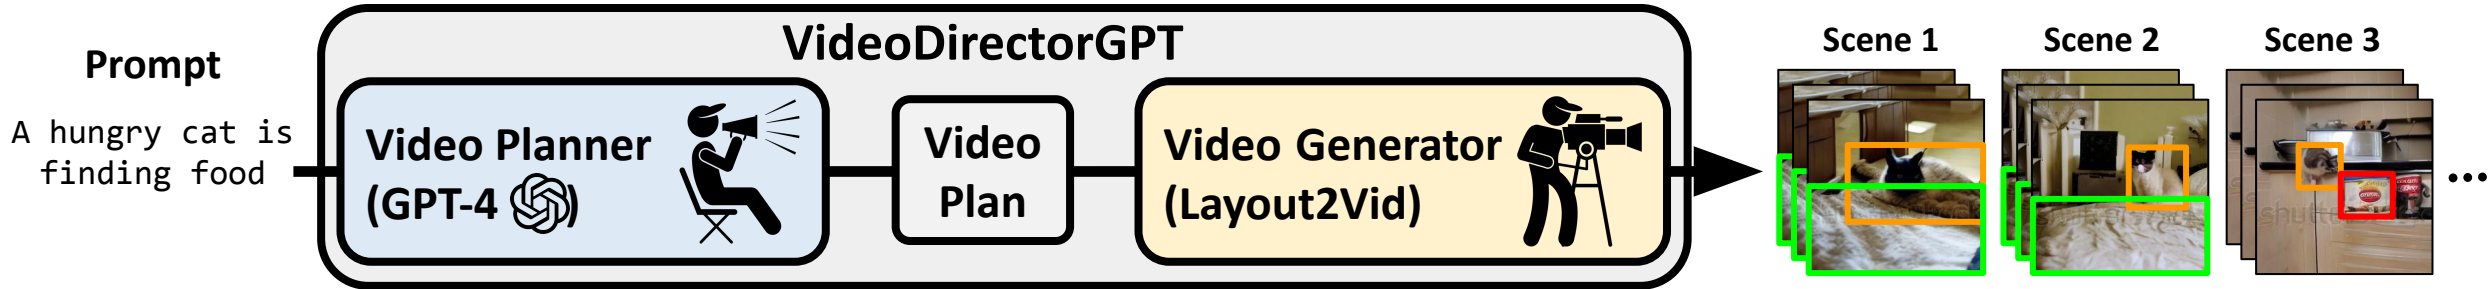 VideoDirectorGPT
Prompt
A hungry cat is
finding food
Video Planner
(GPT-4 )
Video
Plan
Video Generator
(Layout2Vid)
Scene 1
Scene 2
Scene 3
...